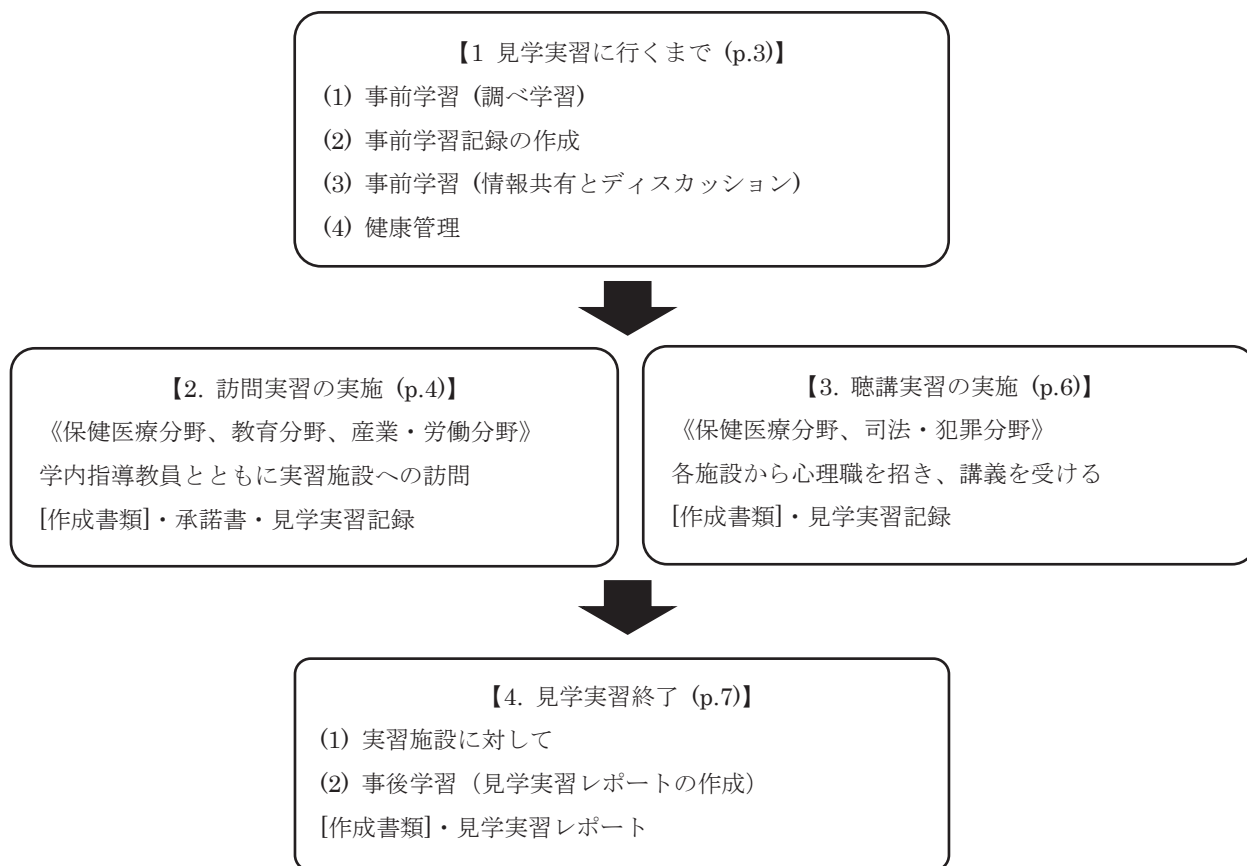 【1 見学実習に行くまで (p.3)】
(1) 事前学習 (調べ学習)
(2) 事前学習記録の作成
(3) 事前学習 (情報共有とディスカッション)
(4) 健康管理
【2. 訪問実習の実施 (p.4)】
《保健医療分野、教育分野、産業・労働分野》
学内指導教員とともに実習施設への訪問
[作成書類]・承諾書・見学実習記録
【3. 聴講実習の実施 (p.6)】
《保健医療分野、司法・犯罪分野》
各施設から心理職を招き、講義を受ける
[作成書類]・見学実習記録
【4. 見学実習終了 (p.7)】
(1) 実習施設に対して
(2) 事後学習（見学実習レポートの作成）
[作成書類]・見学実習レポート